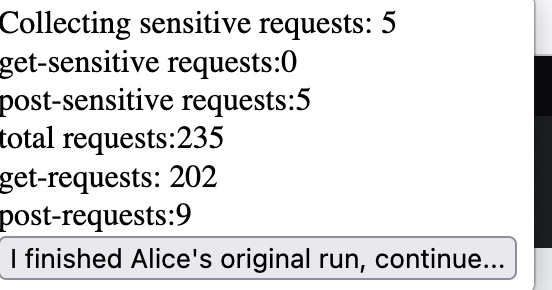 Collecting sensitive requests: 5
get-sensitive requests:0
post-sensitive requests:5
total requests:235
get-requests: 202
post-requests:9
I finished Alice's original run, continue...